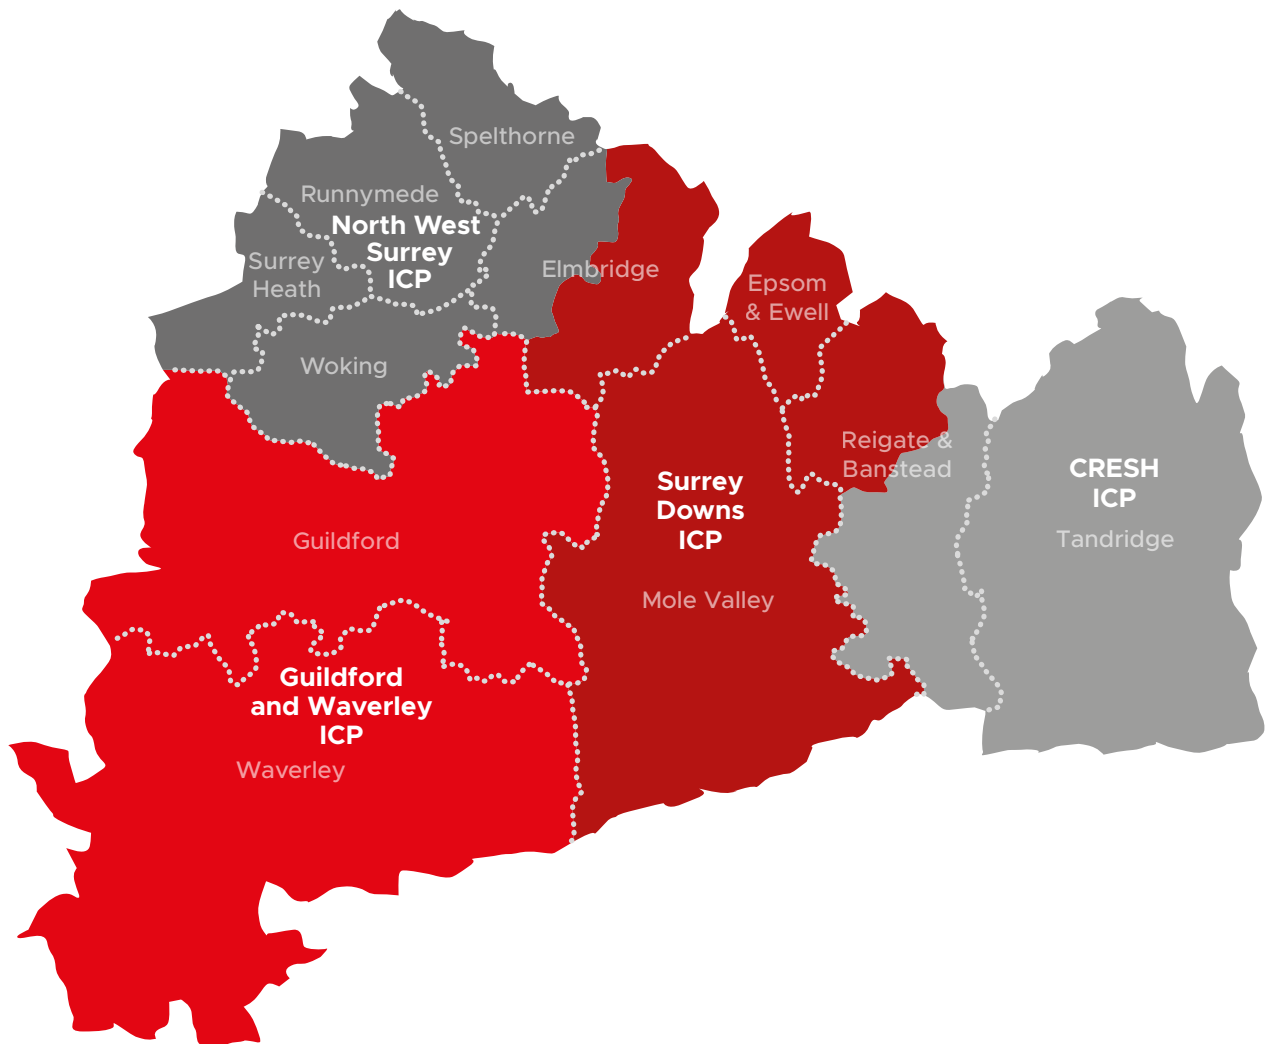 Spelthorne
Runnymede
North West
Surrey
ICP
Surrey
Heath
Elmbridge
Epsom
& Ewell
Woking
Reigate &
Banstead
CRESH
ICP
Tandridge
Surrey
Downs
ICP
Mole Valley
Guildford
Guildford
and Waverley
ICP
Waverley